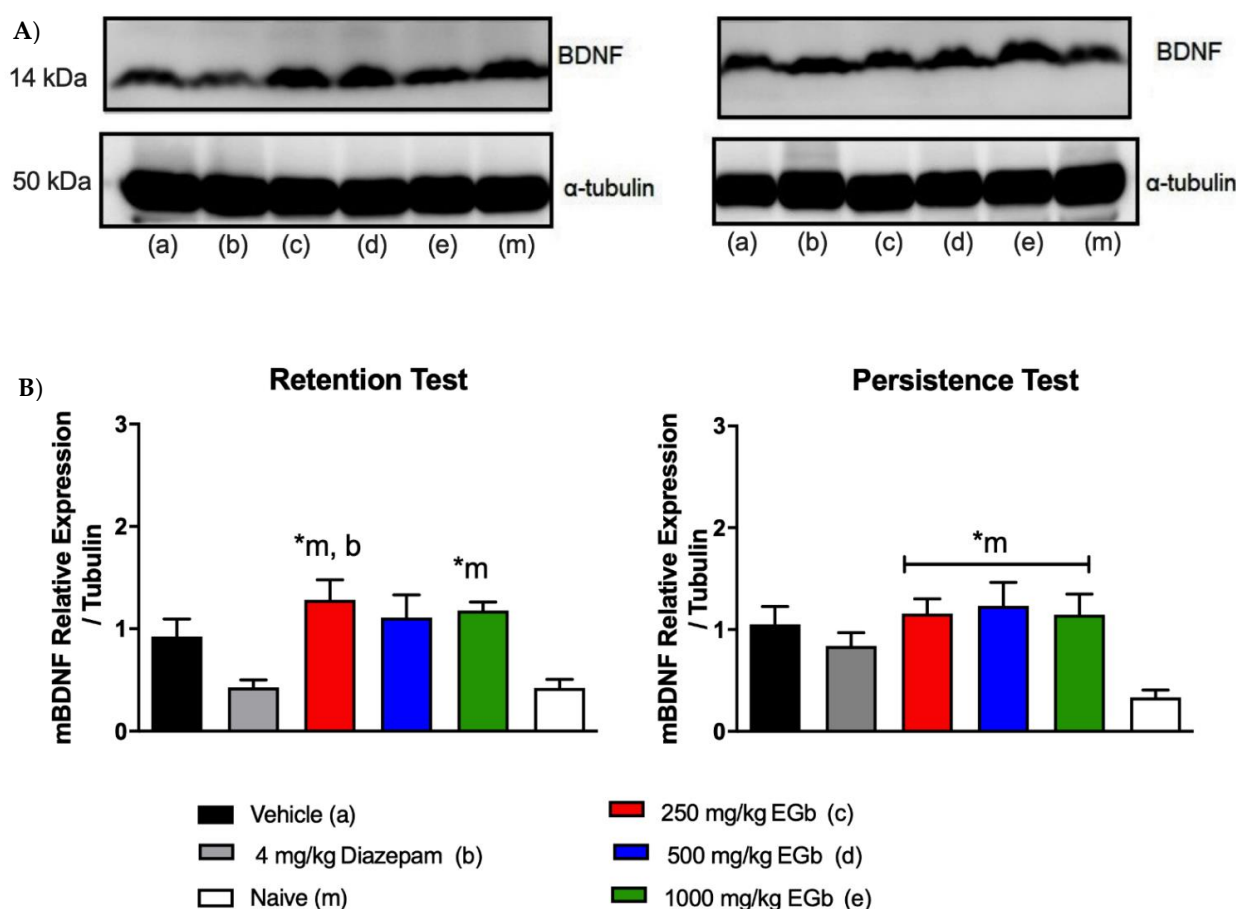 A)
14 kDa
BDNF
BDNF
50 kDa
α-tubulin
α-tubulin
(a) (b) (c) (d) (e) (m)
(a) (b) (c) (d) (e) (m)
B)
Retention Test
Persistence Test
mBDNF Relative Expression
/ Tubulin
3
2
1
0
*m, b
*m
mBDNF Relative Expression
/ Tubulin
3
2
1
0
*m
Vehicle (a)
4 mg/kg Diazepam (b)
Naive (m)
250 mg/kg EGb (c)
500 mg/kg EGb (d)
1000 mg/kg EGb (e)